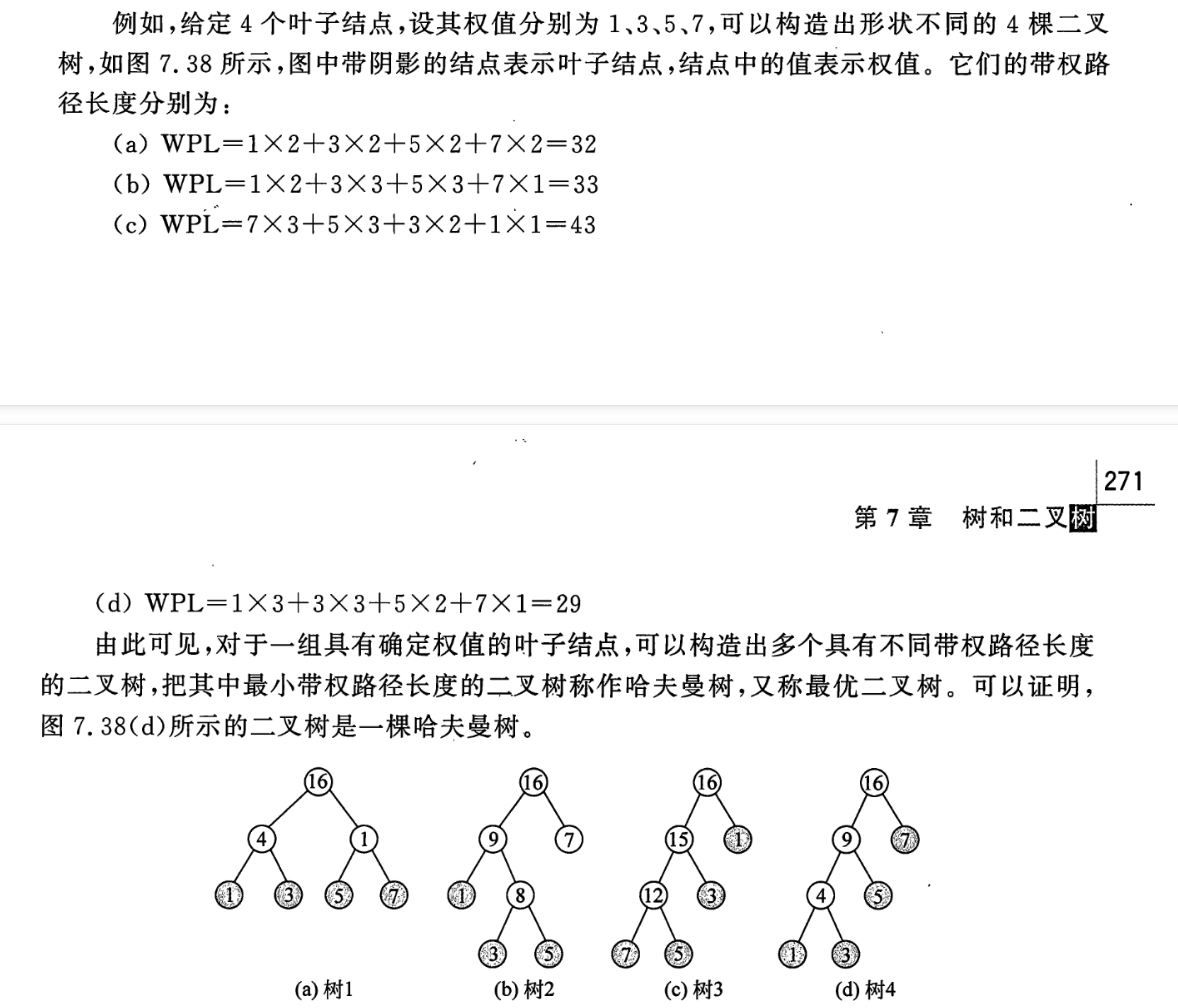 例如,给定 4 个叶子结点,设其权值分别为 1、3、5、7,可以构造出形状不同的 4 棵二叉
树,如图 7.38 所示,图中带阴影的结点表示叶子结点,结点中的值表示权值。它们的带权路
径长度分别为:
(a) WPL=1×2+3×2+5×2+7×2=32
(b) WPL=1×2+3×3+5×3+7×1=33
(c) WPL=7×3+5×3+3×2+1×1=43
271
第 7 章 树和二叉树
(d) WPL=1×3+3×3+5×2+7×1=29
由此可见,对于一组具有确定权值的叶子结点,可以构造出多个具有不同带权路径长度
的二叉树,把其中最小带权路径长度的二叉树称作哈夫曼树,又称最优二叉树。可以证明,
图 7.38(d)所示的二叉树是一棵哈夫曼树。
16 16 16 16
4 1 9 7 15 1 9 7
1 3 5 7 1 8 12 3 4 5
3 5 7 5 1 3
(a) 树1 (b) 树2 (c) 树3 (d) 树4